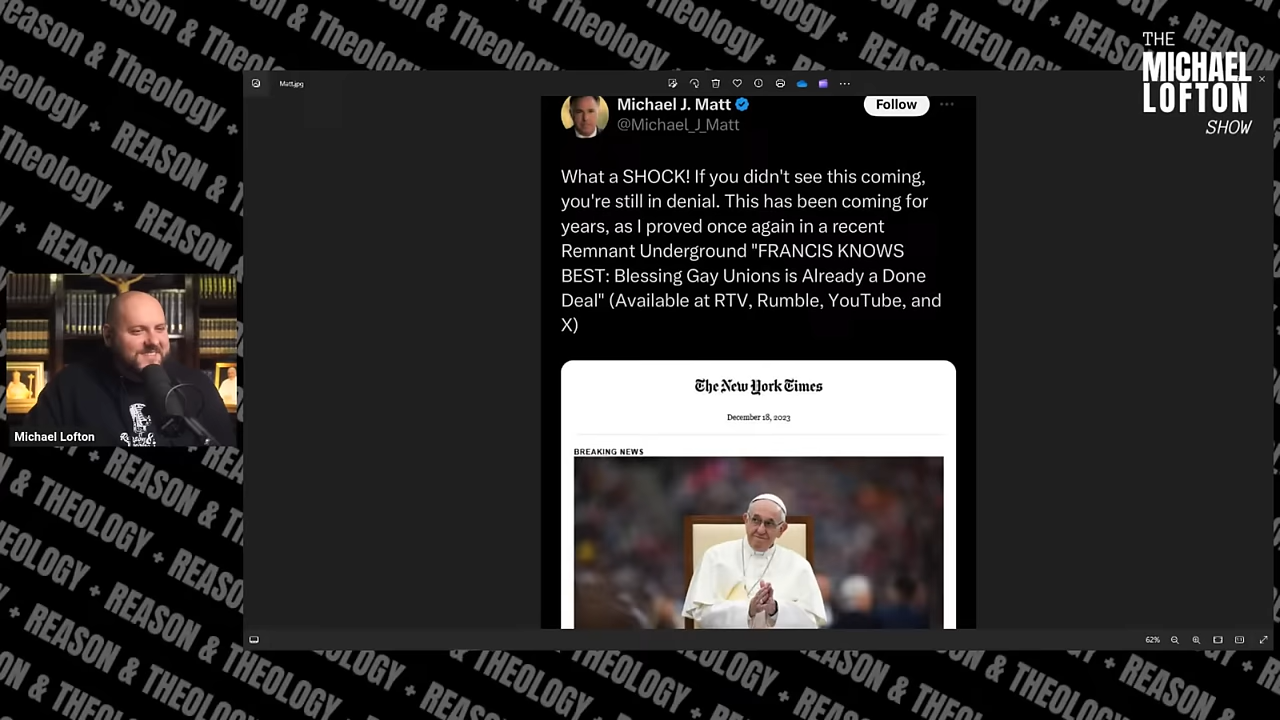 THE
MICHAEL
LOFTON
SHOW
Matt.jpg
Michael J. Matt
@Michael_J_Matt
Follow
What a SHOCK! If you didn't see this coming,
you're still in denial. This has been coming for
years, as I proved once again in a recent
Remnant Underground "FRANCIS KNOWS
BEST: Blessing Gay Unions is Already a Done
Deal" (Available at RTV, Rumble, YouTube, and
X)
The New York Times
December 18, 2023
BREAKING NEWS
Michael Lofton
62%
REASON & THEOLOGY + REASON & THEOLOGY